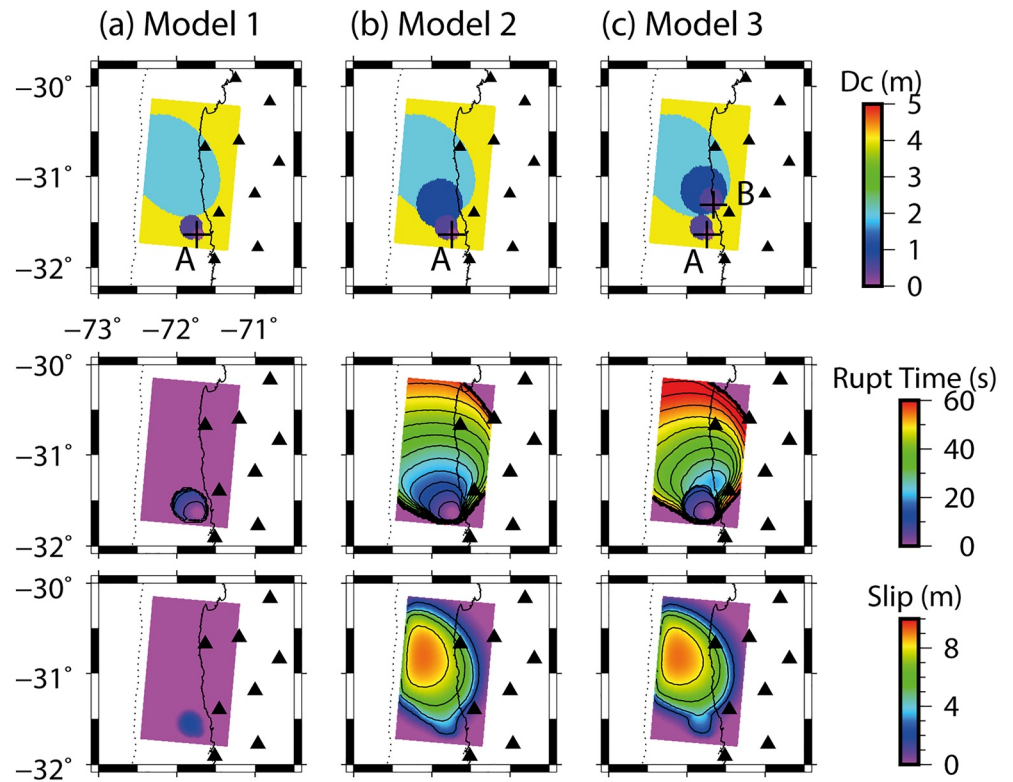 (a) Model 1 (b) Model 2 (c) Model 3
−30° −31° −32°
A A A B
Dc (m)
5 4 3 2 1 0
−73° −72° −71°
−30° −31° −32°
Rupt Time (s)
60 40 20 0
−30° −31° −32°
Slip (m)
8 4 0